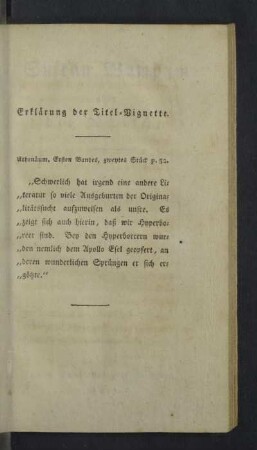 Erklärung der Titel-Vignette.
Athenäum, Ersten Bandes, zweytes Stück p. 32.
„Schwerlich hat irgend eine andere Lit
„teratur so viele Ausgeburten der Original
„litätssucht aufzuweisen als unsre. Es
„zeigt sich auch hierin, daß wir Hyperbo
„reer sind. Bey den Hyperboreern wur
„den nemlich dem Apollo Esel geopfert, an
„deren wunderlichen Sprüngen er sich er
„götzte.“